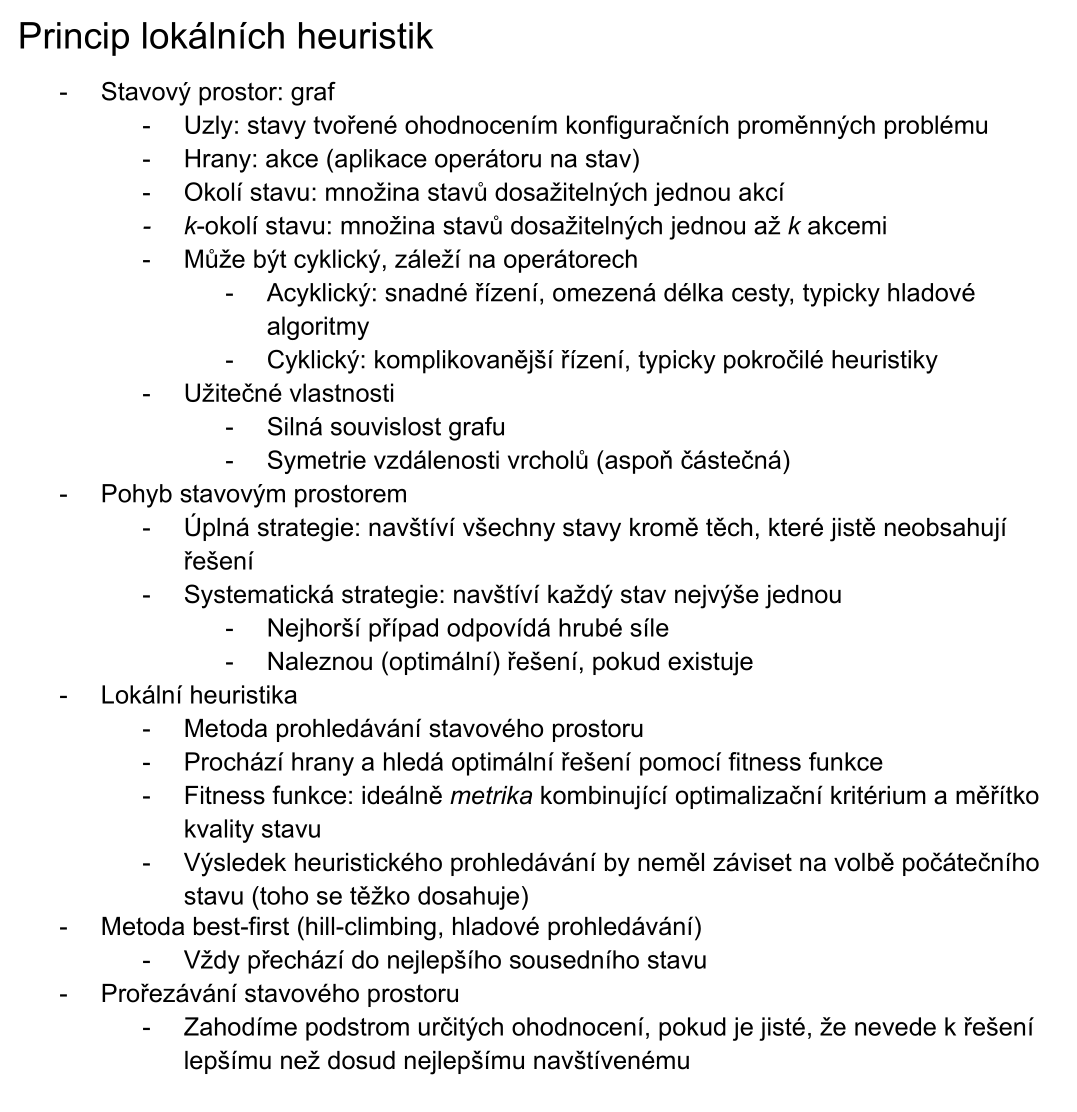 Princip lokálních heuristik
- Stavový prostor: graf
- Uzly: stavy tvořené ohodnocením konfiguračních proměnných problému
- Hrany: akce (aplikace operátoru na stav)
- Okolí stavu: množina stavů dosažitelných jednou akcí
- k-okolí stavu: množina stavů dosažitelných jednou až k akcemi
- Může být cyklický, záleží na operátorech
- Acyklický: snadné řízení, omezená délka cesty, typicky hladové
algoritmy
- Cyklický: komplikovanější řízení, typicky pokročilé heuristiky
- Užitečné vlastnosti
- Silná souvislost grafu
- Symetrie vzdálenosti vrcholů (aspoň částečná)
- Pohyb stavovým prostorem
- Úplná strategie: navštíví všechny stavy kromě těch, které jistě neobsahují
řešení
- Systematická strategie: navštíví každý stav nejvýše jednou
- Nejhorší případ odpovídá hrubé síle
- Naleznou (optimální) řešení, pokud existuje
- Lokální heuristika
- Metoda prohledávání stavového prostoru
- Prochází hrany a hledá optimální řešení pomocí fitness funkce
- Fitness funkce: ideálně metrika kombinující optimalizační kritérium a měřítko
kvality stavu
- Výsledek heuristického prohledávání by neměl záviset na volbě počátečního
stavu (toho se těžko dosahuje)
- Metoda best-first (hill-climbing, hladové prohledávání)
- Vždy přechází do nejlepšího sousedního stavu
- Prořezávání stavového prostoru
- Zahodíme podstrom určitých ohodnocení, pokud je jisté, že nevede k řešení
lepšímu než dosud nejlepšímu navštívenému